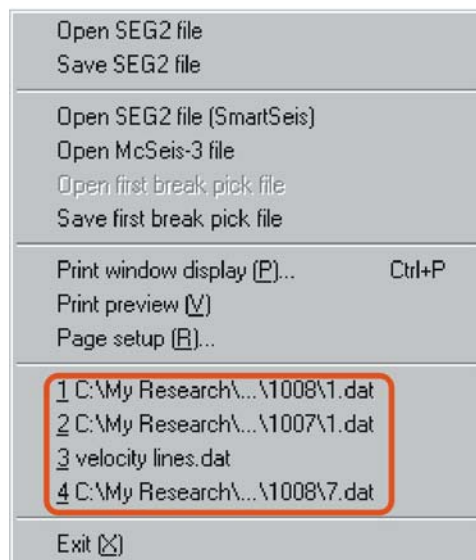 Open SEG2 file
Save SEG2 file
Open SEG2 file (SmartSeis)
Open McSeis-3 file
Open first break pick file
Save first break pick file
Print window display (P)... Ctrl+P
Print preview (V)
Page setup (R)...
1 C:\My Research\...\1008\1.dat
2 C:\My Research\...\1007\1.dat
3 velocity lines.dat
4 C:\My Research\...\1008\7.dat
Exit (X)